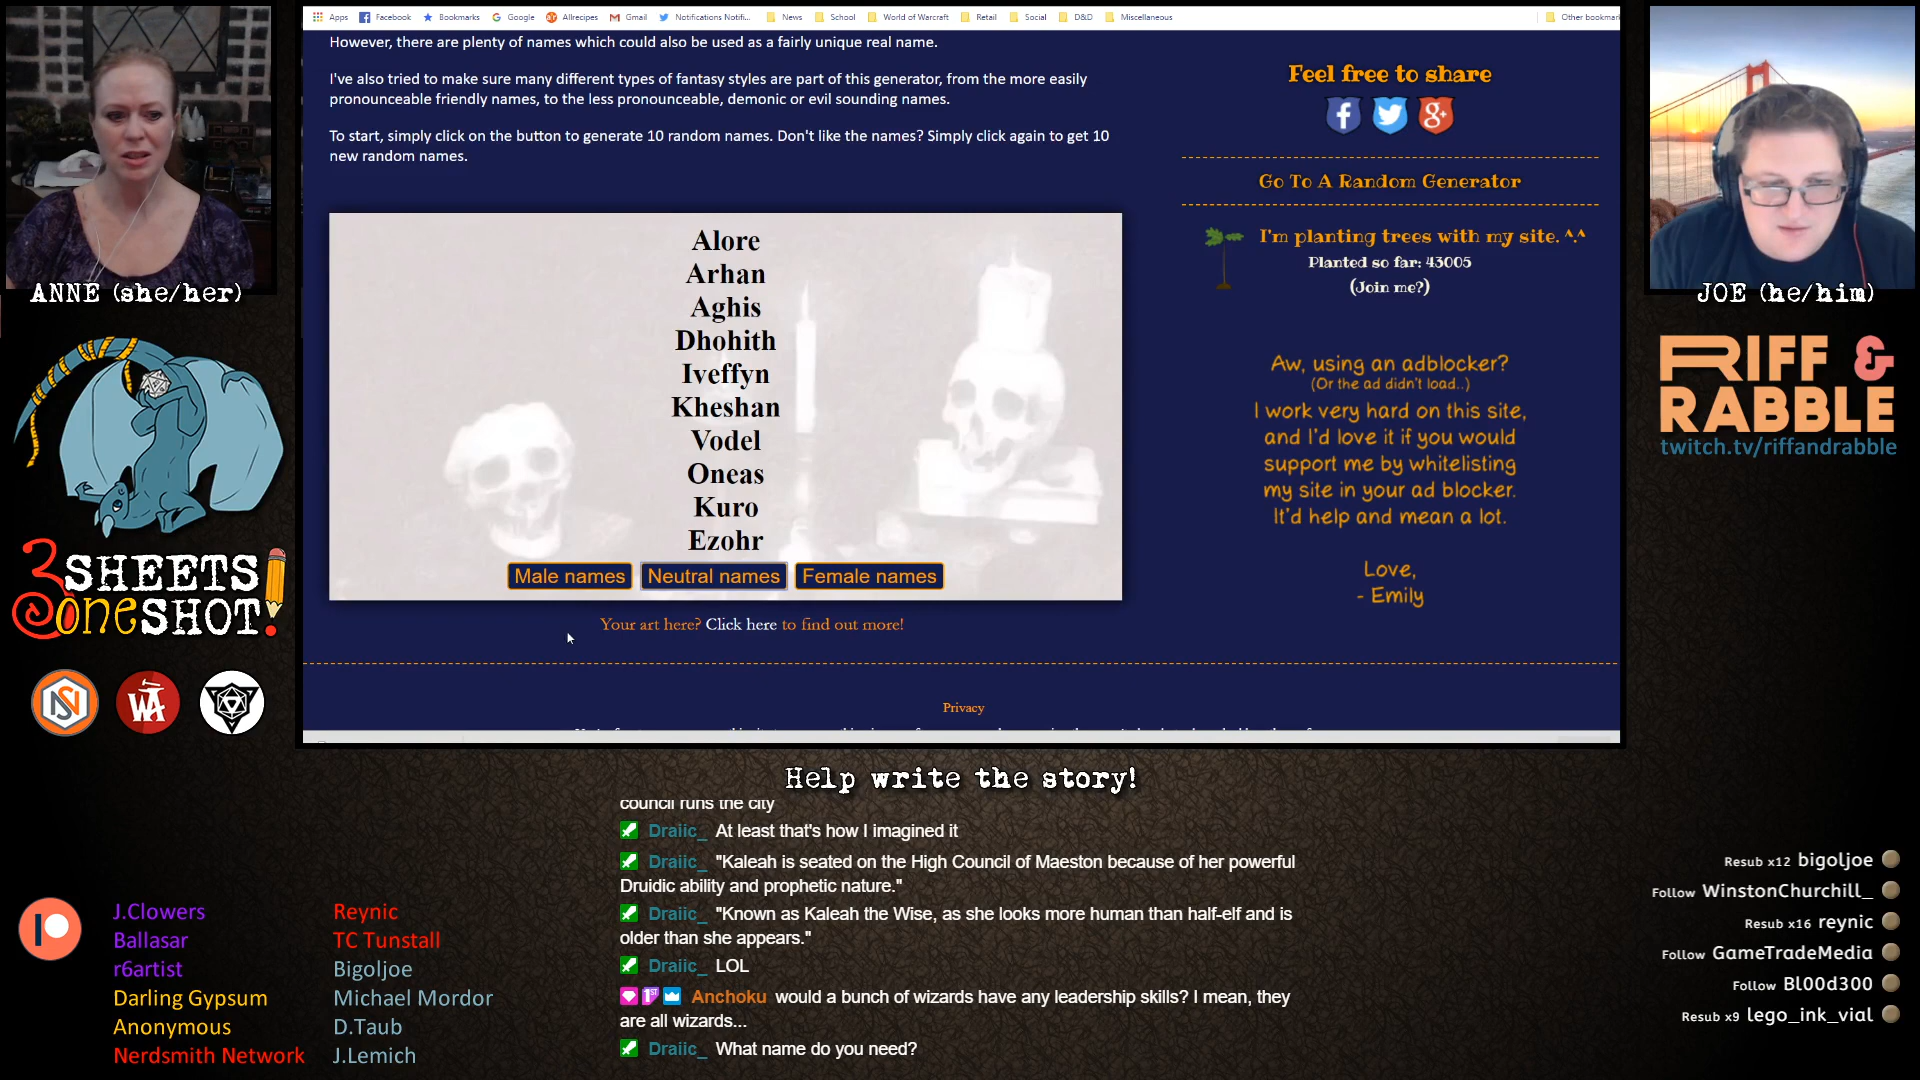 Apps Facebook Bookmarks Google Allrecipes Gmail Notifications Notifi... News School World of Warcraft Retail Social D&D Miscellaneous Other bookmar
However, there are plenty of names which could also be used as a fairly unique real name.
I've also tried to make sure many different types of fantasy styles are part of this generator, from the more easily
pronounceable friendly names, to the less pronounceable, demonic or evil sounding names.
To start, simply click on the button to generate 10 random names. Don't like the names? Simply click again to get 10
new random names.
Alore
Arhan
Aghis
Dhohith
Iveffyn
Kheshan
Vodel
Oneas
Kuro
Ezohr
Male names Neutral names Female names
Your art here? Click here to find out more!
Privacy
Feel free to share
Go To A Random Generator
I'm planting trees with my site. ^.^
Planted so far: 43005
(Join me?)
Aw, using an adblocker?
(Or the ad didn't load..)
I work very hard on this site,
and I'd love it if you would
support me by whitelisting
my site in your ad blocker.
It'd help and mean a lot.
Love,
- Emily
ANNE (she/her)
JOE (he/him)
3 SHEETS
@oneSHOT!
RIFF &
RABBLE
twitch.tv/riffandrabble
Help write the story!
council runs the city
Draiic_ At least that's how I imagined it
Draiic_ "Kaleah is seated on the High Council of Maeston because of her powerful
Druidic ability and prophetic nature."
Draiic_ "Known as Kaleah the Wise, as she looks more human than half-elf and is
older than she appears."
Draiic_ LOL
1ST Anchoku would a bunch of wizards have any leadership skills? I mean, they
are all wizards...
Draiic_ What name do you need?
J.Clowers
Ballasar
r6artist
Darling Gypsum
Anonymous
Nerdsmith Network
Reynic
TC Tunstall
Bigoljoe
Michael Mordor
D.Taub
J.Lemich
Resub x12 bigoljoe
Follow WinstonChurchill_
Resub x16 reynic
Follow GameTradeMedia
Follow Bl00d300
Resub x9 lego_ink_vial